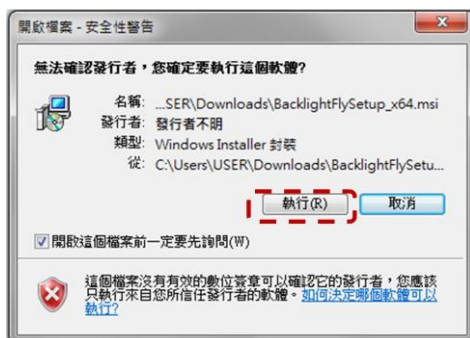 開啟檔案 - 安全性警告
無法確認發行者，您確定要執行這個軟體?
名稱: ...SER\Downloads\BacklightFlySetup_x64.msi
發行者: 發行者不明
類型: Windows Installer 封裝
從: C:\Users\USER\Downloads\BacklightFlySetu...
執行(R) 取消
開啟這個檔案前一定要先詢問(W)
這個檔案沒有有效的數位簽章可以確認它的發行者，您應該
只執行來自您所信任發行者的軟體。如何決定哪個軟體可以
執行?